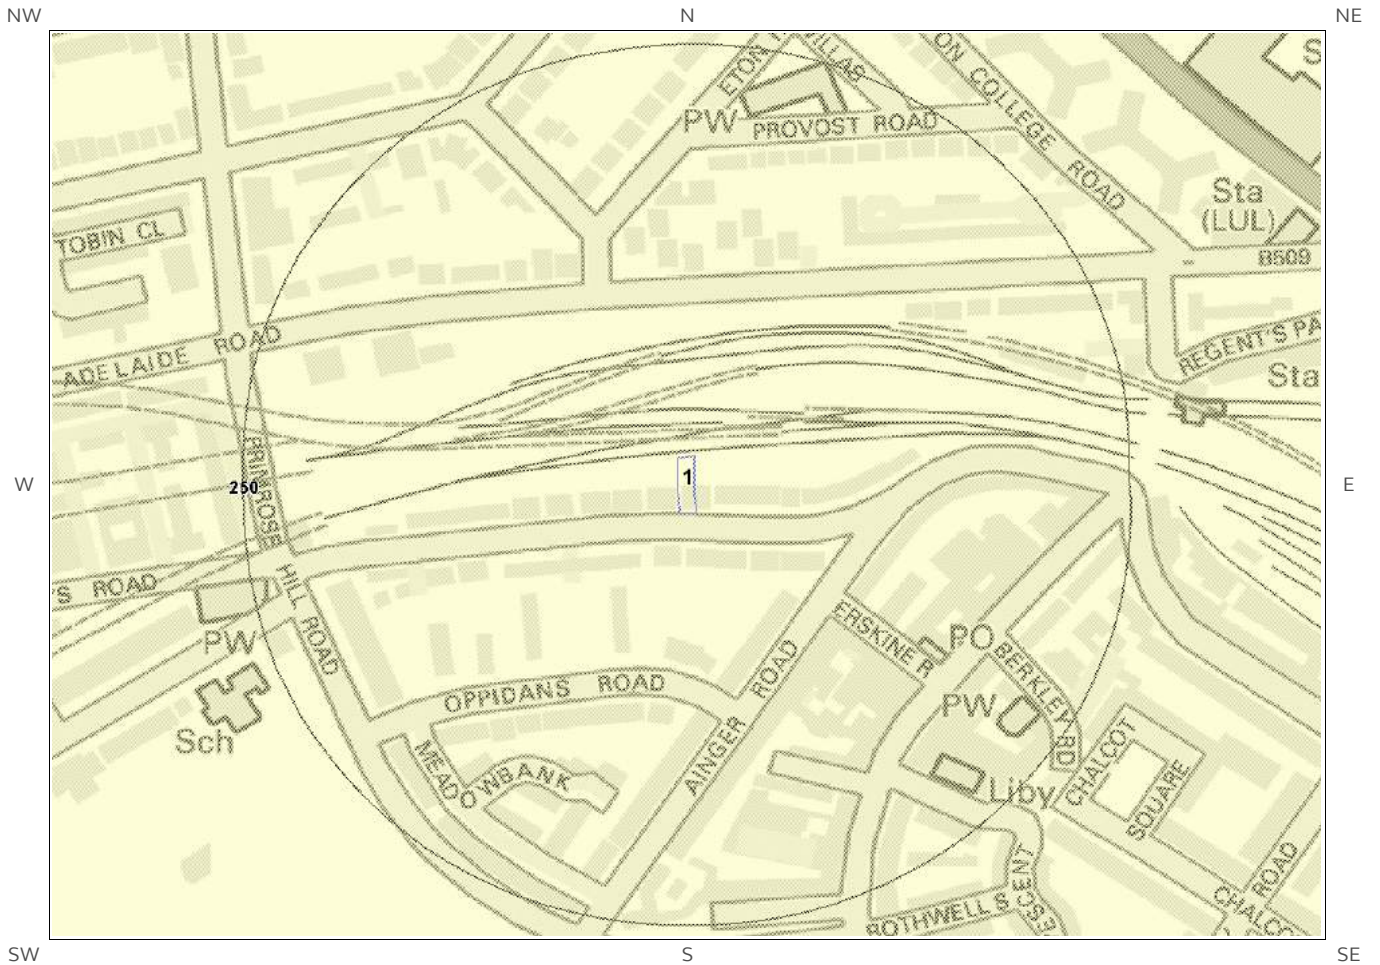 NW
N
NE
ETON
PW
PROVOST ROAD
ON COLLEGE ROAD
S
Sta
(LUL)
B509
TOBIN CL
ADELAIDE ROAD
REGENT'S PA
Sta
W
250
1
E
PRIMROSE HILL ROAD
'S ROAD
PW
Sch
OPPIDANS ROAD
MEADOWBANK
AINGER ROAD
ERSKINE R
PO
BERKLEY RD
PW
Liby
CHALCOT SQUARE
ROTHWELL S
CRESCENT
ROAD
CHALCO
SW
S
SE